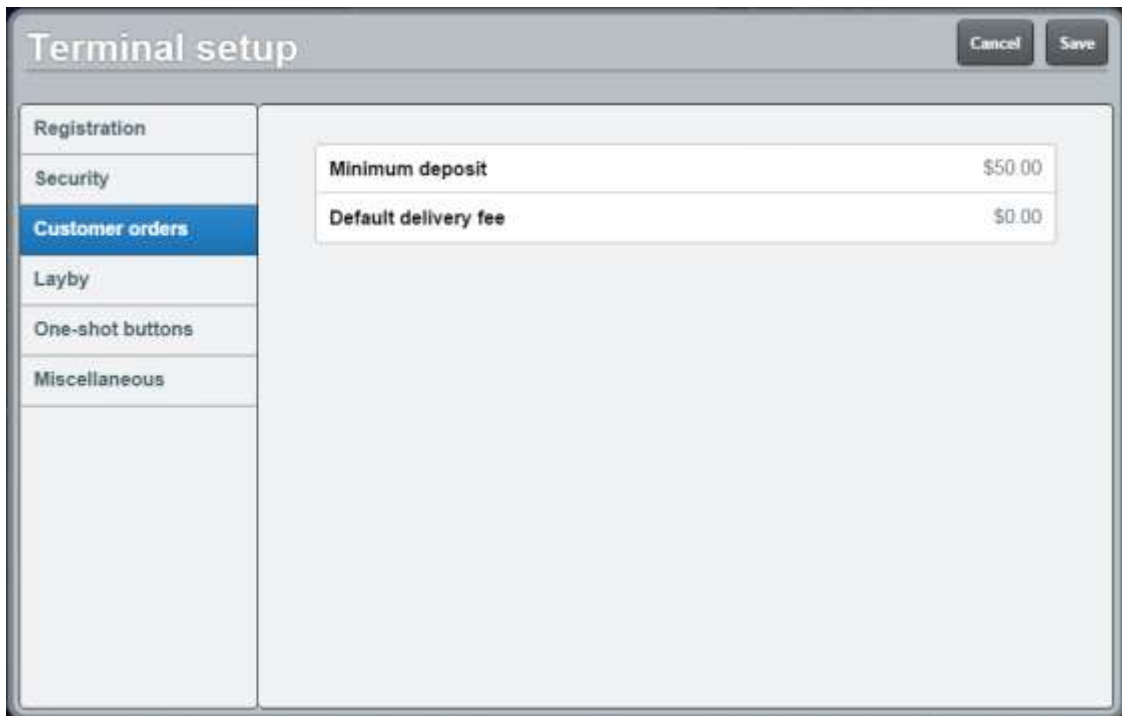 Terminal setup
Cancel
Save
Registration
Security
Customer orders
Layby
One-shot buttons
Miscellaneous
Minimum deposit $50.00
Default delivery fee $0.00